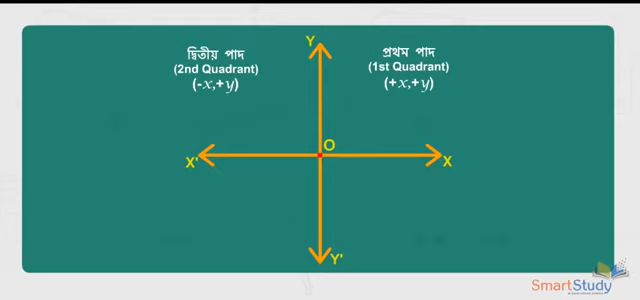 দ্বিতীয় পাদ
(2nd Quadrant)
(-x,+y)
Y
প্রথম পাদ
(1st Quadrant)
(+x,+y)
O
X'
X
Y'
SmartStudy